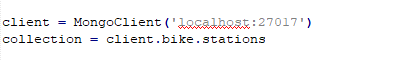 client = MongoClient('localhost:27017')
collection = client.bike.stations